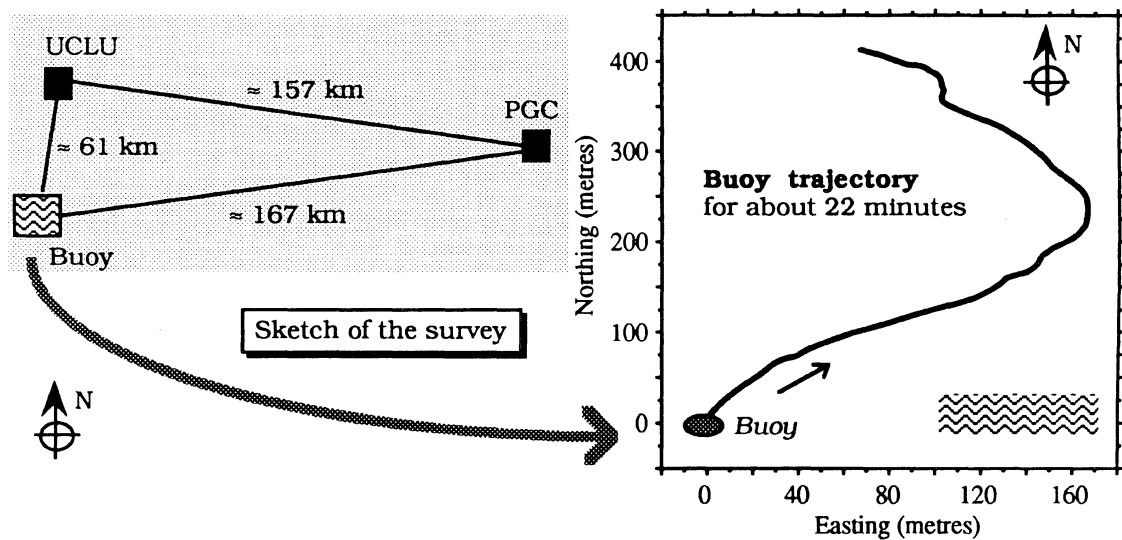 UCLU
≈ 157 km
PGC
≈ 61 km
≈ 167 km
Buoy
Sketch of the survey
N
N
400
300
200
100
0
Northing (metres)
Buoy trajectory
for about 22 minutes
Buoy
0 40 80 120 160
Easting (metres)